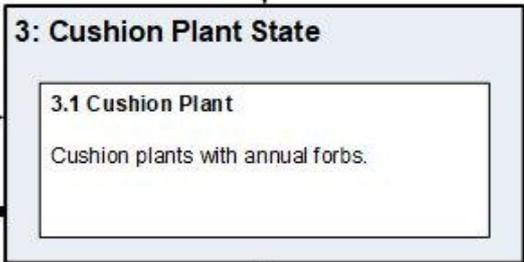 3: Cushion Plant State
3.1 Cushion Plant
Cushion plants with annual forbs.